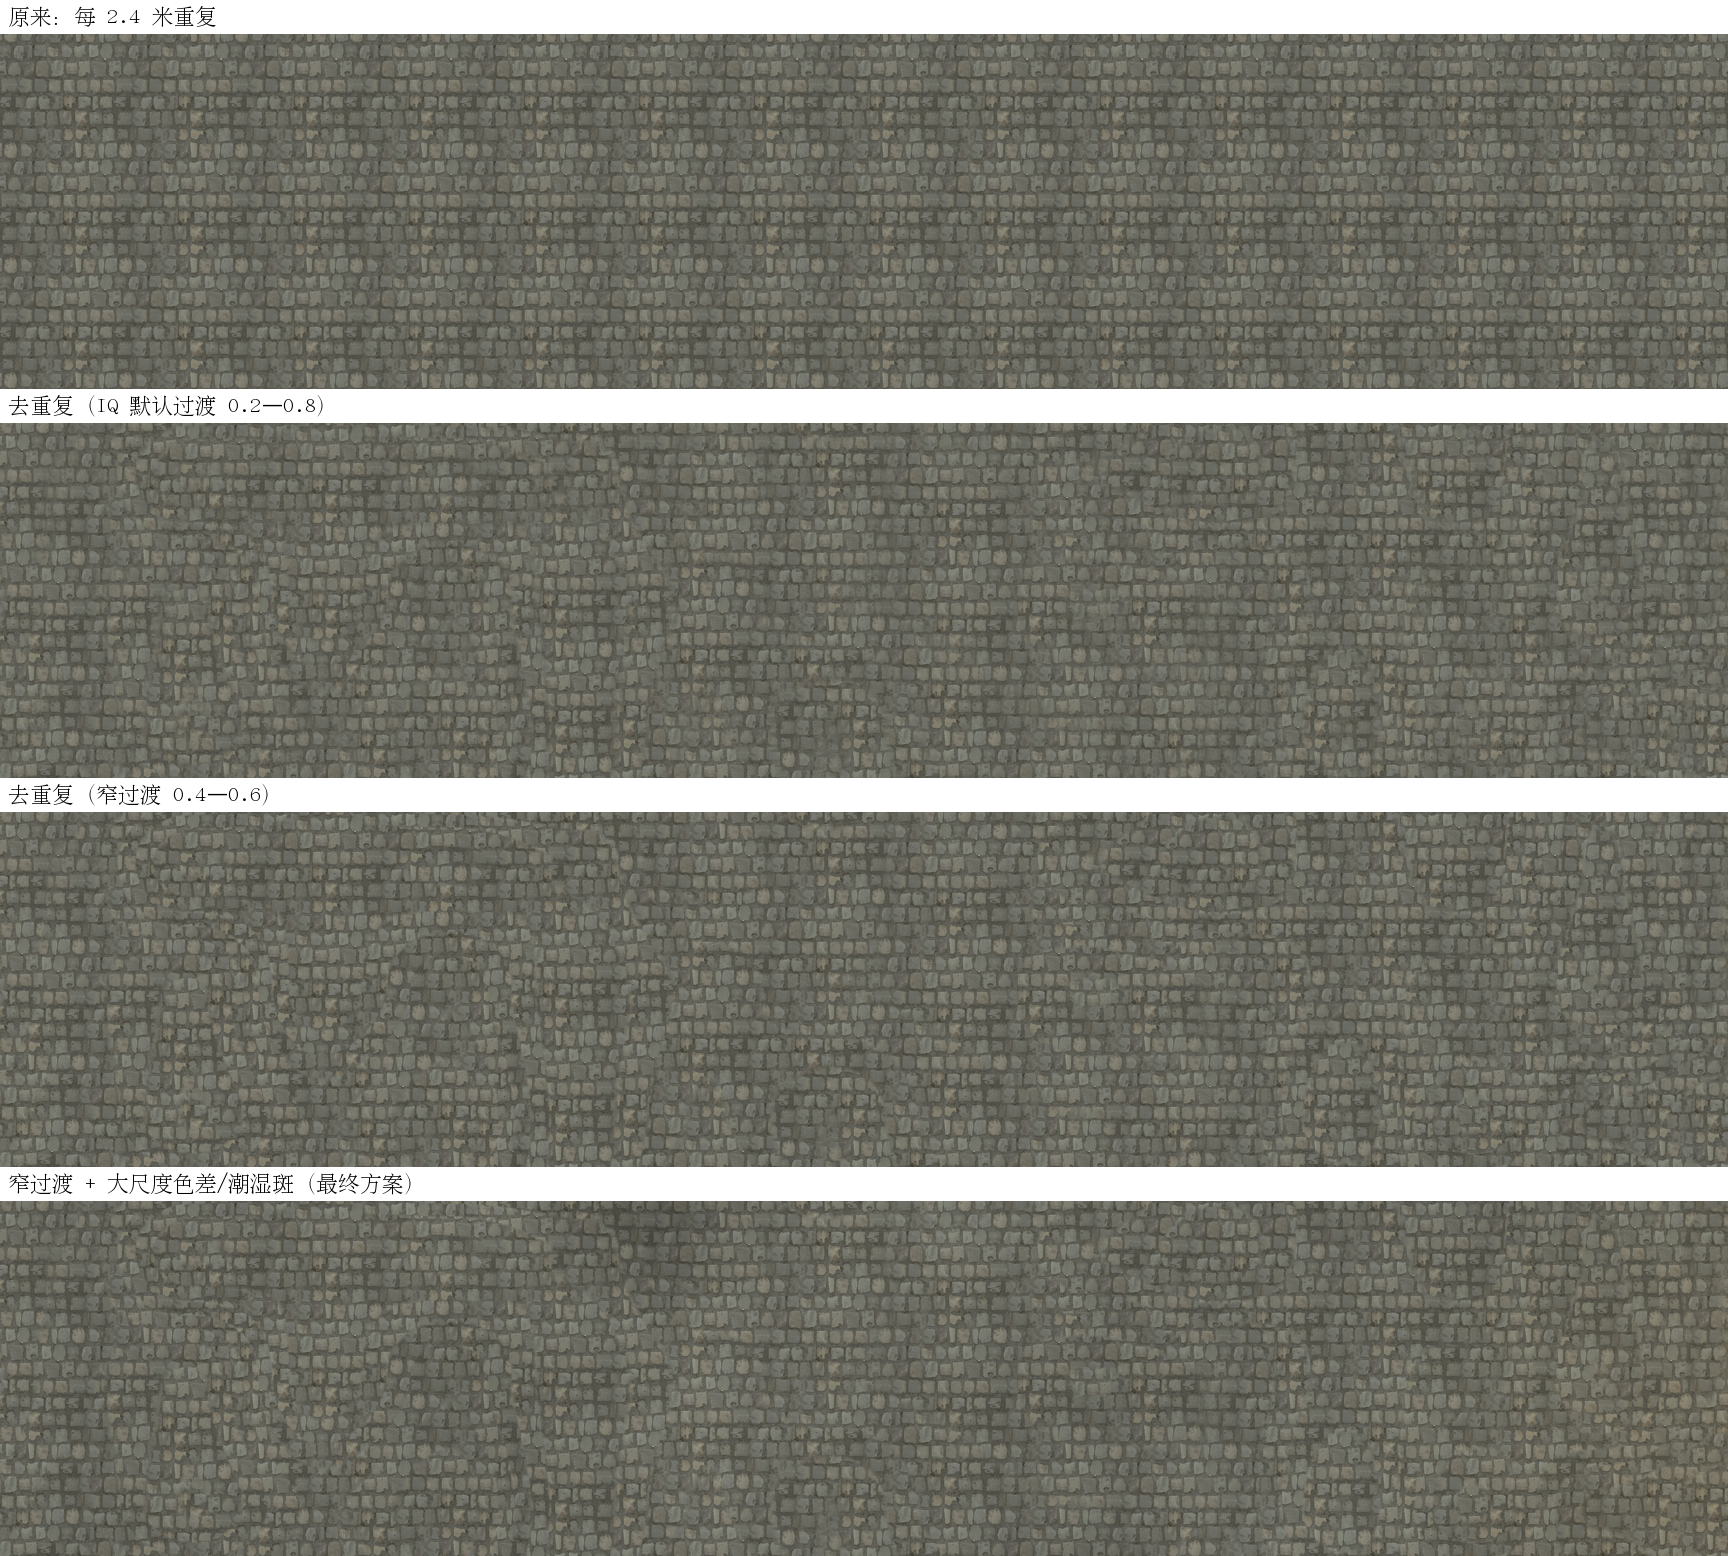 原来: 每 2.4 米重复
去重复 (IQ 默认过渡 0.2—0.8)
去重复 (窄过渡 0.4—0.6)
窄过渡 + 大尺度色差/潮湿斑 (最终方案)